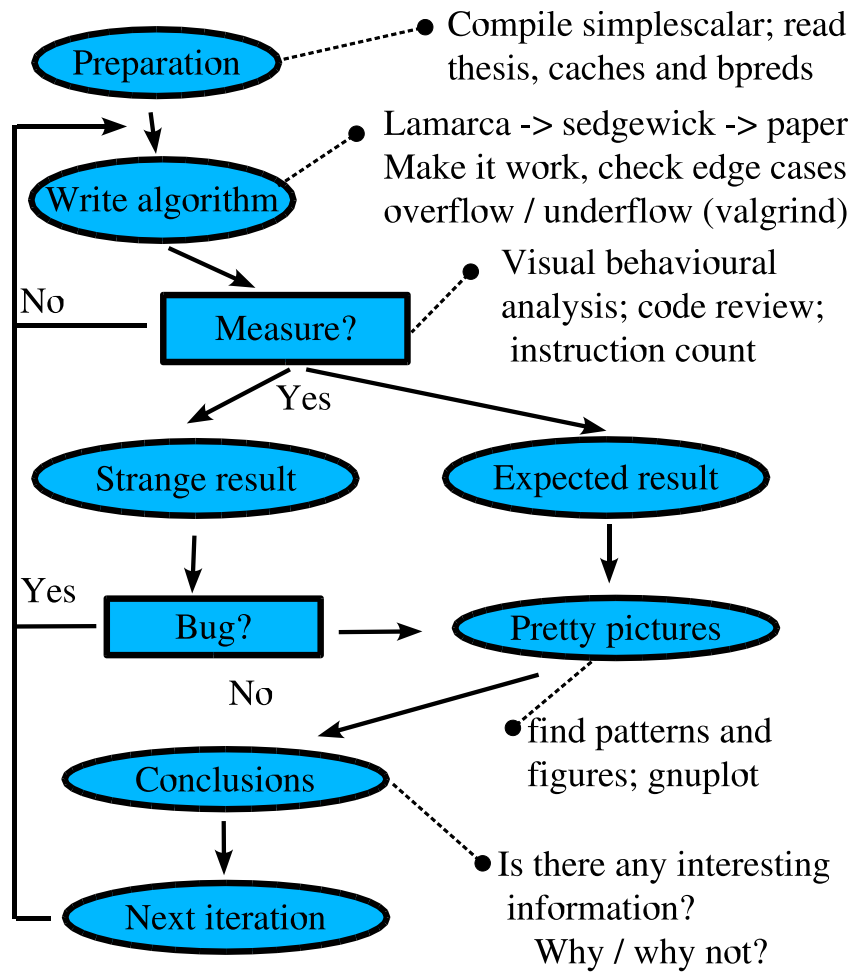 Compile simplescalar; read
Preparation
thesis, caches and bpreds
Lamarca -> sedgewick -> paper
Make it work, check edge cases
Write algorithm
overflow / underflow (valgrind)
Visual behavioural
No
analysis; code review;
Measure?
instruction count
Yes
Strange result
Expected result
Yes
Bug?
Pretty pictures
No
find patterns and
figures; gnuplot
Conclusions
Is there any interesting
information?
Next iteration
Why / why not?